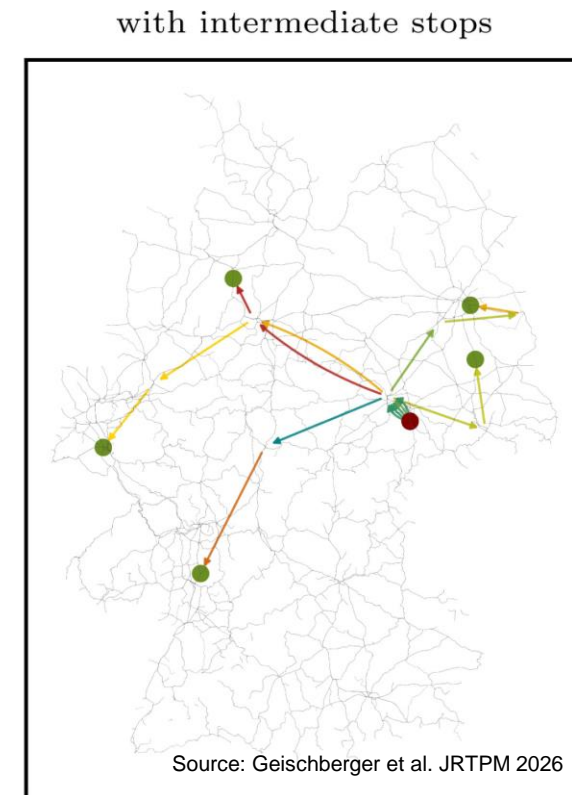 with intermediate stops
Source: Geischberger et al. JRTPM 2026